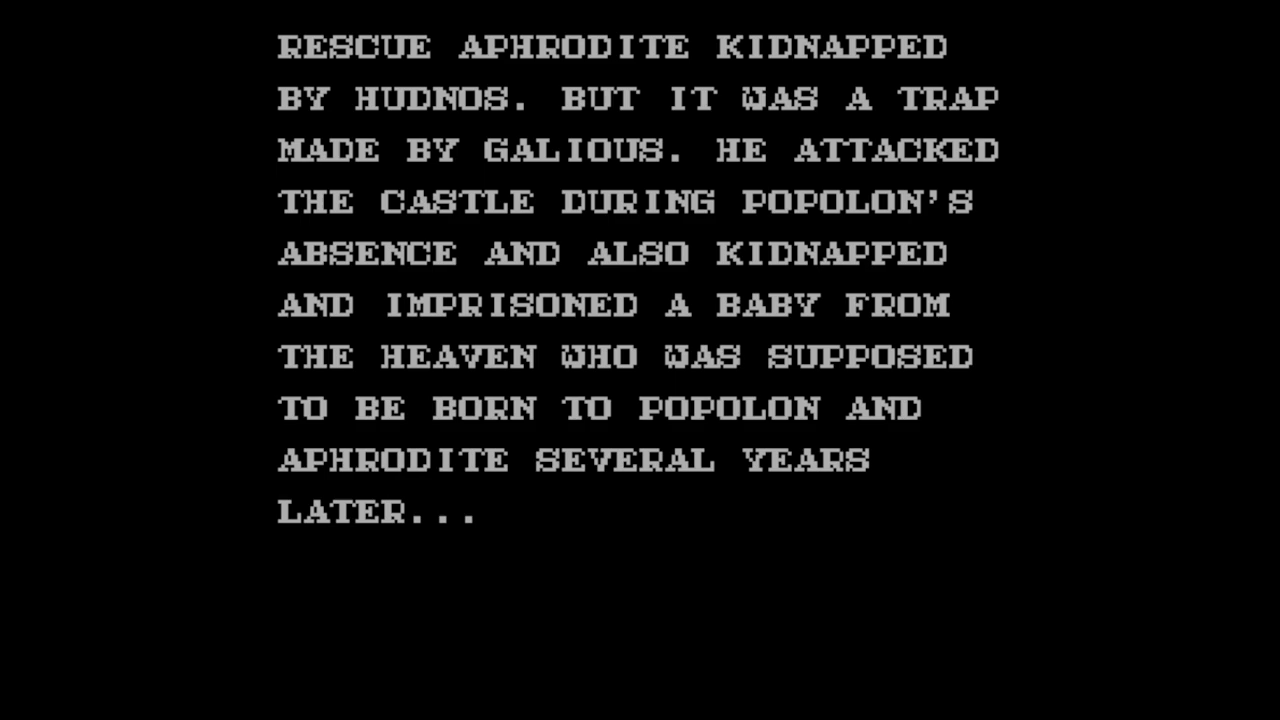 RESCUE APHRODITE KIDNAPPED
BY HUDNOS. BUT IT WAS A TRAP
MADE BY GALIOUS. HE ATTACKED
THE CASTLE DURING POPOLON'S
ABSENCE AND ALSO KIDNAPPED
AND IMPRISONED A BABY FROM
THE HEAVEN WHO WAS SUPPOSED
TO BE BORN TO POPOLON AND
APHRODITE SEVERAL YEARS
LATER...